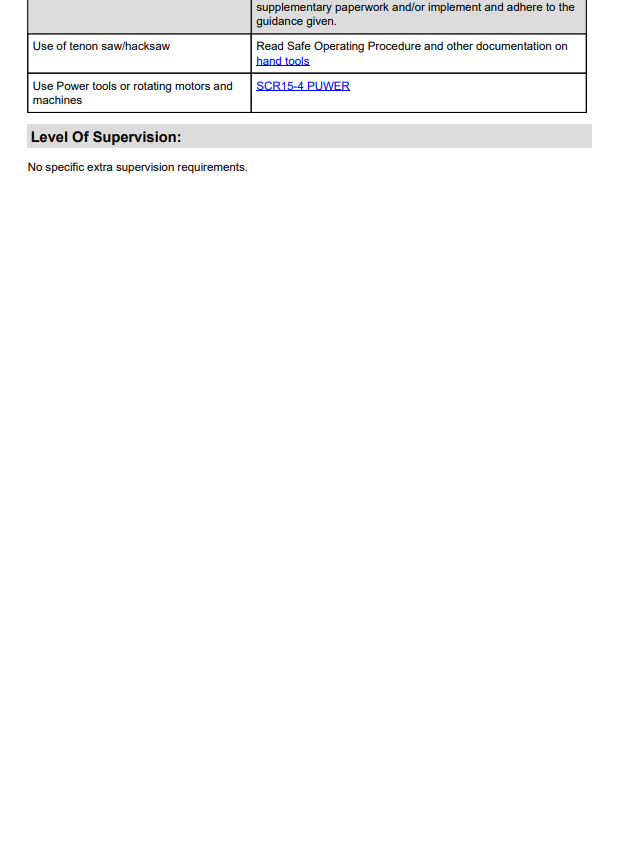 supplementary paperwork and/or implement and adhere to the
guidance given.
Use of tenon saw/hacksaw
Read Safe Operating Procedure and other documentation on
hand tools
Use Power tools or rotating motors and
machines
SCR15-4 PUWER
Level Of Supervision:
No specific extra supervision requirements.